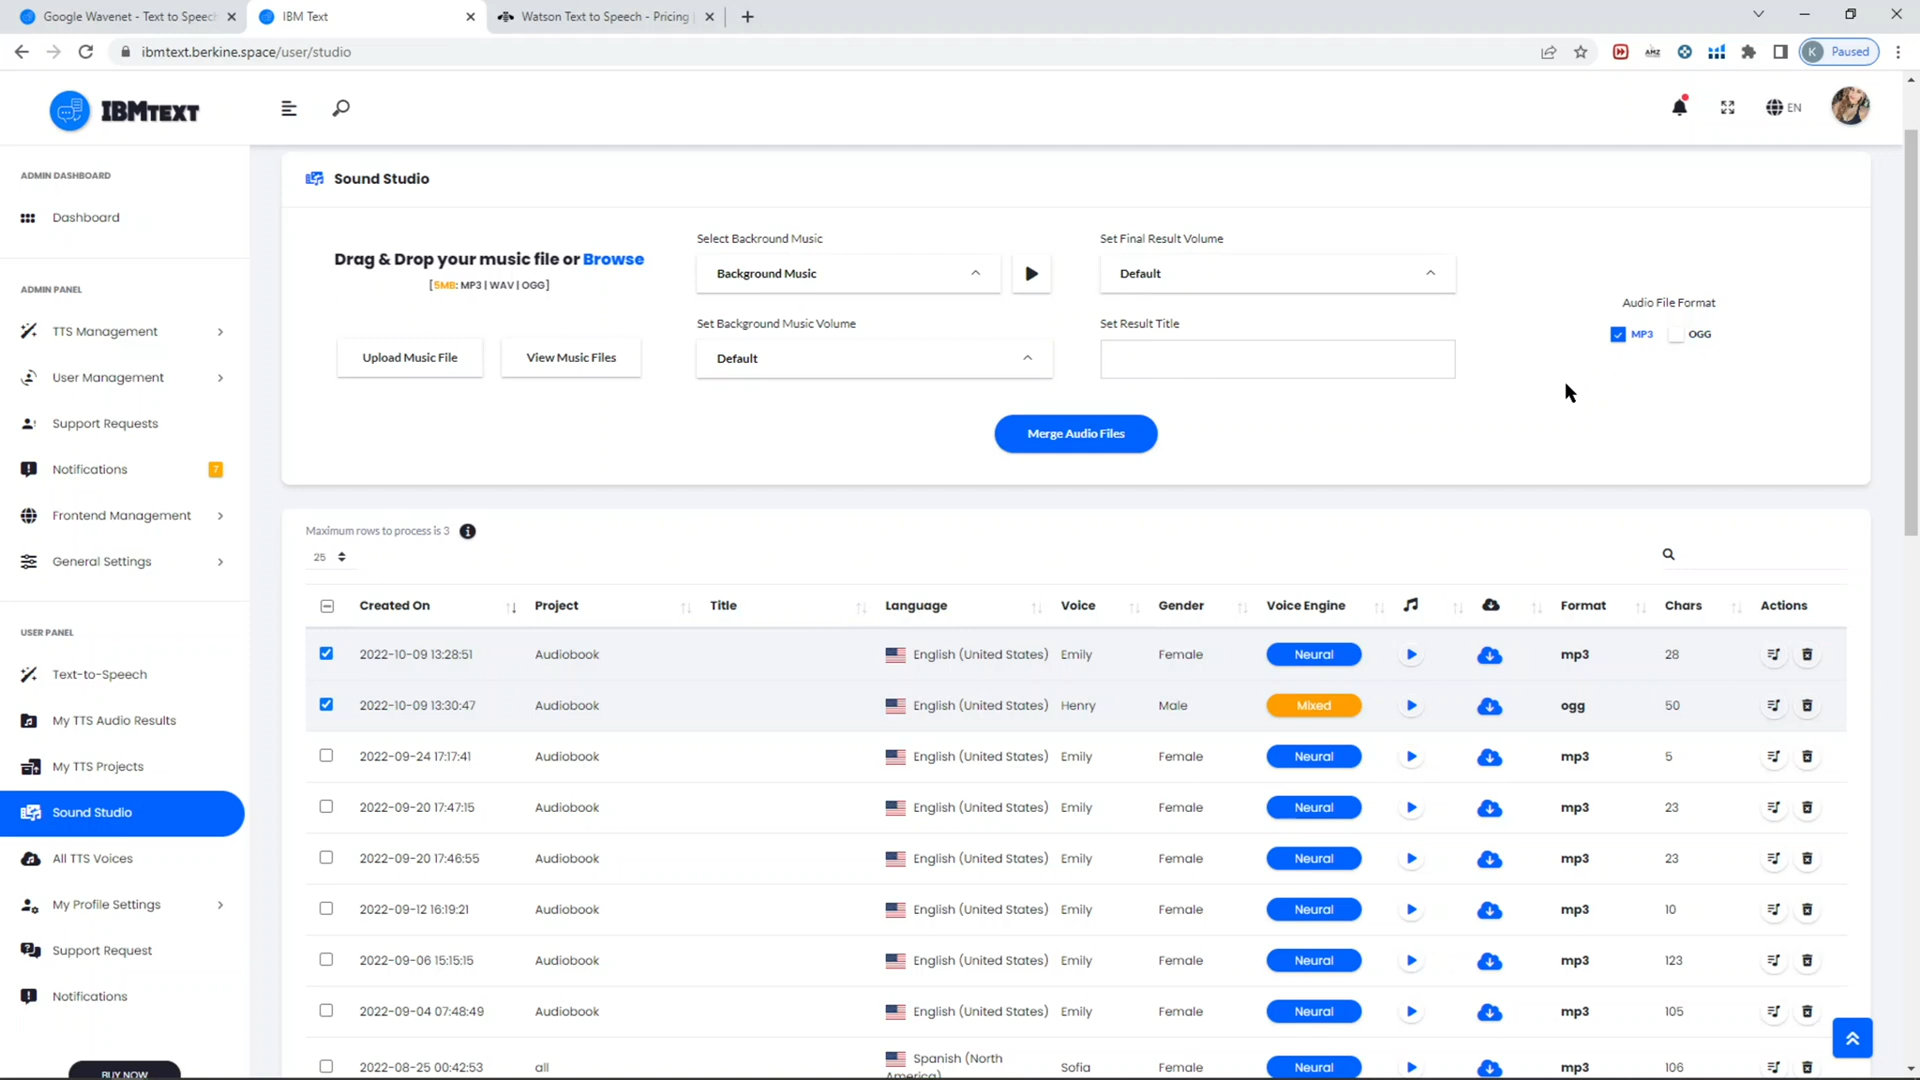 Google Wavenet - Text to Speech
IBM Text
Watson Text to Speech - Pricing
ibmtext.berkine.space/user/studio
AMZ
K Paused
IBMTEXT
EN
ADMIN DASHBOARD
Dashboard
ADMIN PANEL
TTS Management
User Management
Support Requests
Notifications 7
Frontend Management
General Settings
USER PANEL
Text-to-Speech
My TTS Audio Results
My TTS Projects
Sound Studio
All TTS Voices
My Profile Settings
Support Request
Notifications
BUY NOW
Sound Studio
Drag & Drop your music file or Browse
[5MB: MP3 | WAV | OGG]
Upload Music File View Music Files
Select Backround Music
Background Music
Set Background Music Volume
Default
Set Final Result Volume
Default
Set Result Title
Audio File Format
MP3 OGG
Merge Audio Files
Maximum rows to process is 3
25
Created On Project Title Language Voice Gender Voice Engine Format Chars Actions
2022-10-09 13:28:51 Audiobook English (United States) Emily Female Neural mp3 28
2022-10-09 13:30:47 Audiobook English (United States) Henry Male Mixed ogg 50
2022-09-24 17:17:41 Audiobook English (United States) Emily Female Neural mp3 5
2022-09-20 17:47:15 Audiobook English (United States) Emily Female Neural mp3 23
2022-09-20 17:46:55 Audiobook English (United States) Emily Female Neural mp3 23
2022-09-12 16:19:21 Audiobook English (United States) Emily Female Neural mp3 10
2022-09-06 15:15:15 Audiobook English (United States) Emily Female Neural mp3 123
2022-09-04 07:48:49 Audiobook English (United States) Emily Female Neural mp3 105
2022-08-25 00:42:53 all Spanish (North America) Sofia Female Neural mp3 106